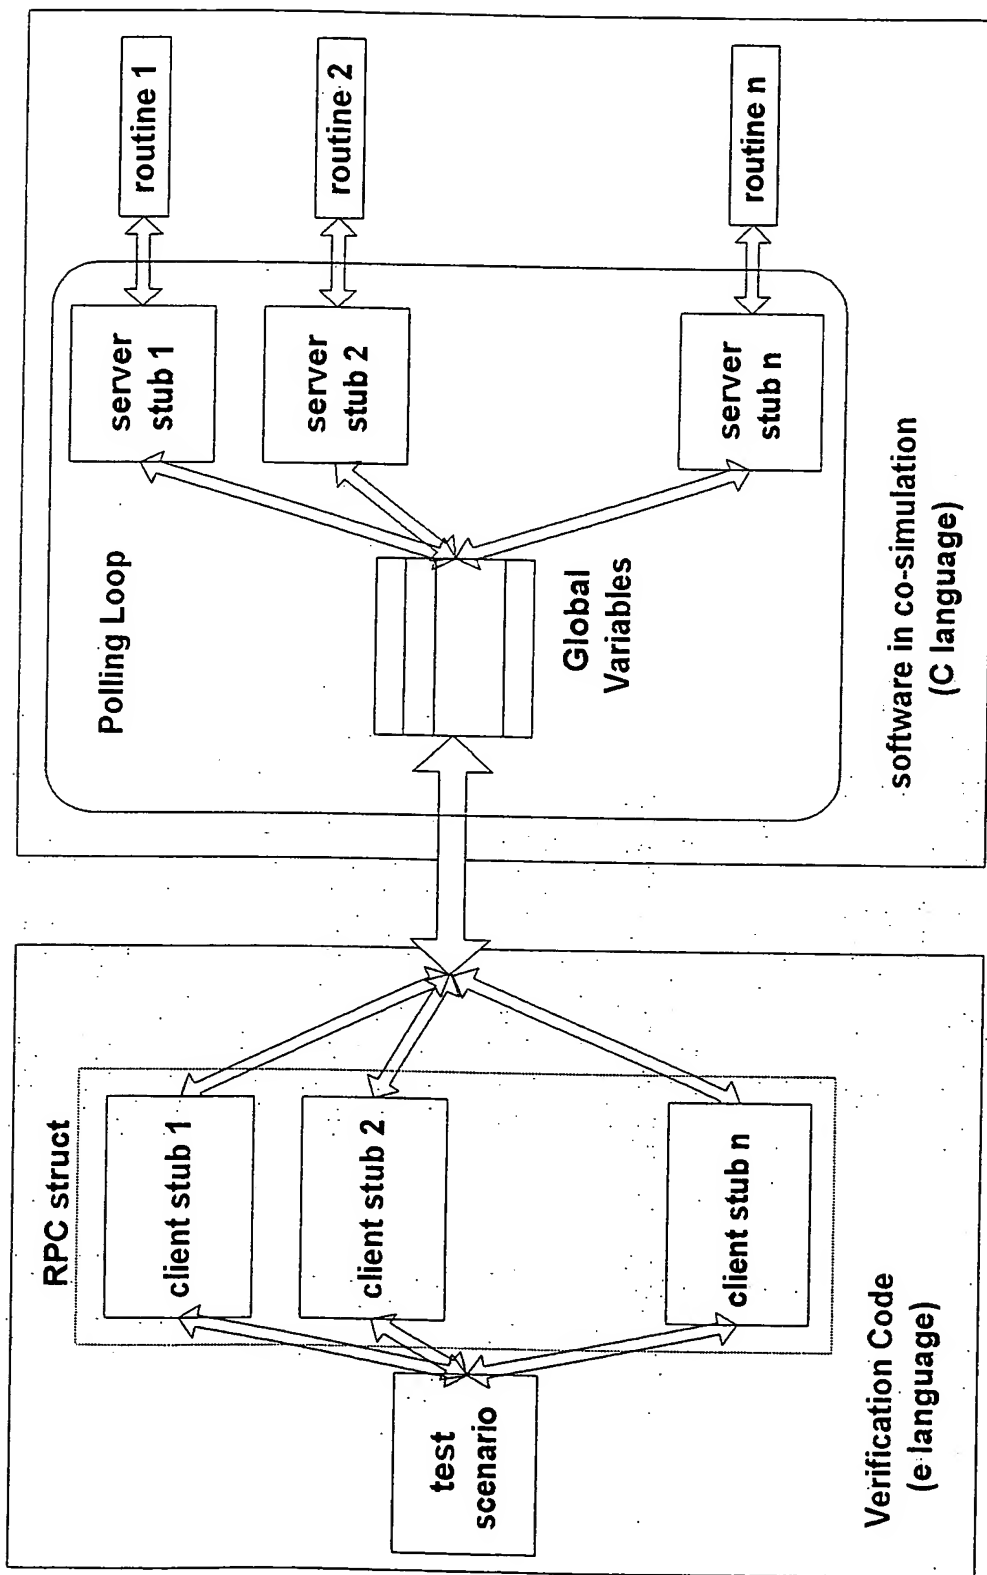 RPC struct
client stub 1
client stub 2
client stub n
test
scenario
Verification Code
(e language)
Polling Loop
Global
Variables
server
stub 1
server
stub 2
server
stub n
routine 1
routine 2
routine n
software in co-simulation
(C language)